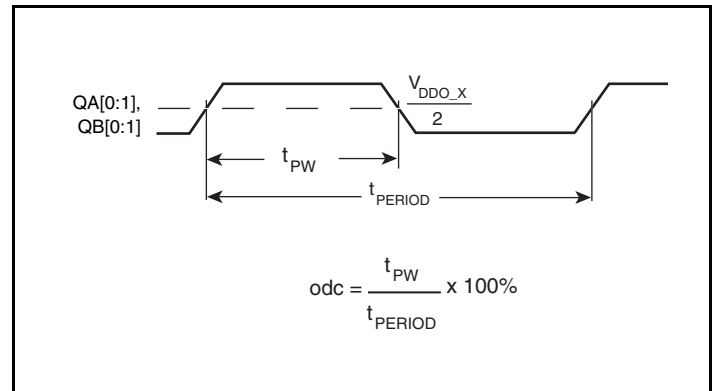 QA[0:1],
QB[0:1]
V_DDO_X
2
t_PW
t_PERIOD
odc = t_PW x 100%
t_PERIOD